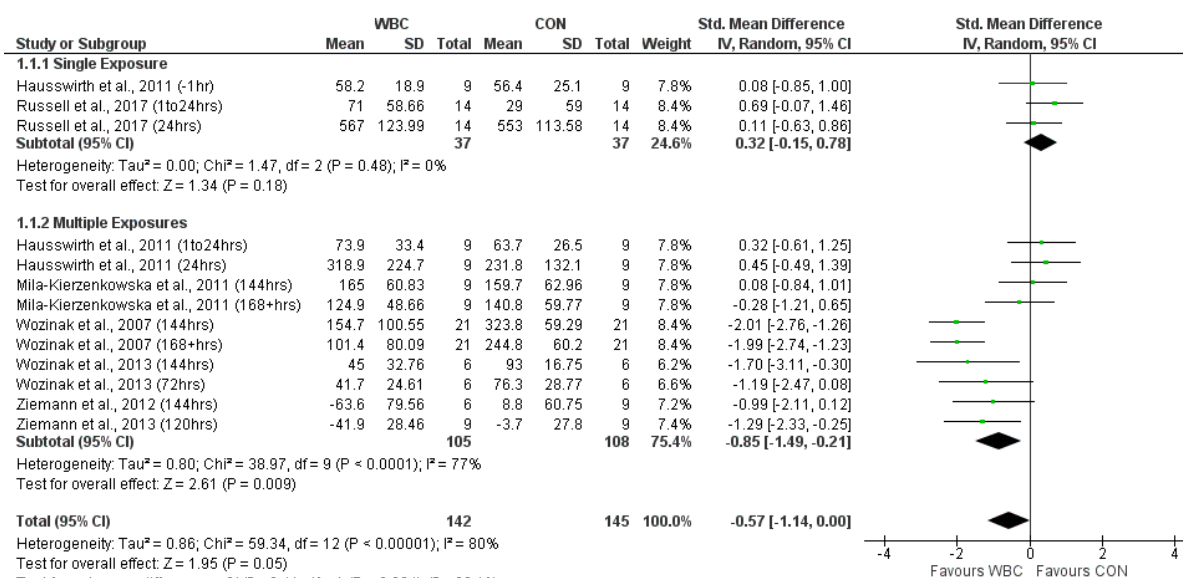 WBC CON Std. Mean Difference Std. Mean Difference
Study or Subgroup Mean SD Total Mean SD Total Weight IV, Random, 95% CI IV, Random, 95% CI
1.1.1 Single Exposure
Hausswirth et al., 2011 (-1hr) 58.2 18.9 9 56.4 25.1 9 7.8% 0.08 [-0.85, 1.00]
Russell et al., 2017 (1to24hrs) 71 58.66 14 29 59 14 8.4% 0.69 [-0.07, 1.46]
Russell et al., 2017 (24hrs) 567 123.99 14 553 113.58 14 8.4% 0.11 [-0.63, 0.86]
Subtotal (95% CI) 37 37 24.6% 0.32 [-0.15, 0.78]
Heterogeneity: Tau² = 0.00; Chi² = 1.47, df = 2 (P = 0.48); I² = 0%
Test for overall effect: Z = 1.34 (P = 0.18)
1.1.2 Multiple Exposures
Hausswirth et al., 2011 (1to24hrs) 73.9 33.4 9 63.7 26.5 9 7.8% 0.32 [-0.61, 1.25]
Hausswirth et al., 2011 (24hrs) 318.9 224.7 9 231.8 132.1 9 7.8% 0.45 [-0.49, 1.39]
Mila-Kierzenkowska et al., 2011 (144hrs) 165 60.83 9 159.7 62.96 9 7.8% 0.08 [-0.84, 1.01]
Mila-Kierzenkowska et al., 2011 (168+hrs) 124.9 48.66 9 140.8 59.77 9 7.8% -0.28 [-1.21, 0.65]
Wozinak et al., 2007 (144hrs) 154.7 100.55 21 323.8 59.29 21 8.4% -2.01 [-2.76, -1.26]
Wozinak et al., 2007 (168+hrs) 101.4 80.09 21 244.8 60.2 21 8.4% -1.99 [-2.74, -1.23]
Wozinak et al., 2013 (144hrs) 45 32.76 6 93 16.75 6 6.2% -1.70 [-3.11, -0.30]
Wozinak et al., 2013 (72hrs) 41.7 24.61 6 76.3 28.77 6 6.6% -1.19 [-2.47, 0.08]
Ziemann et al., 2012 (144hrs) -63.6 79.56 6 8.8 60.75 9 7.2% -0.99 [-2.11, 0.12]
Ziemann et al., 2013 (120hrs) -41.9 28.46 9 -3.7 27.8 9 7.4% -1.29 [-2.33, -0.25]
Subtotal (95% CI) 105 108 75.4% -0.85 [-1.49, -0.21]
Heterogeneity: Tau² = 0.80; Chi² = 38.97, df = 9 (P < 0.0001); I² = 77%
Test for overall effect: Z = 2.61 (P = 0.009)
Total (95% CI) 142 145 100.0% -0.57 [-1.14, 0.00]
Heterogeneity: Tau² = 0.86; Chi² = 59.34, df = 12 (P < 0.00001); I² = 80%
Test for overall effect: Z = 1.95 (P = 0.05)
-4 -2 0 2 4
Favours WBC Favours CON